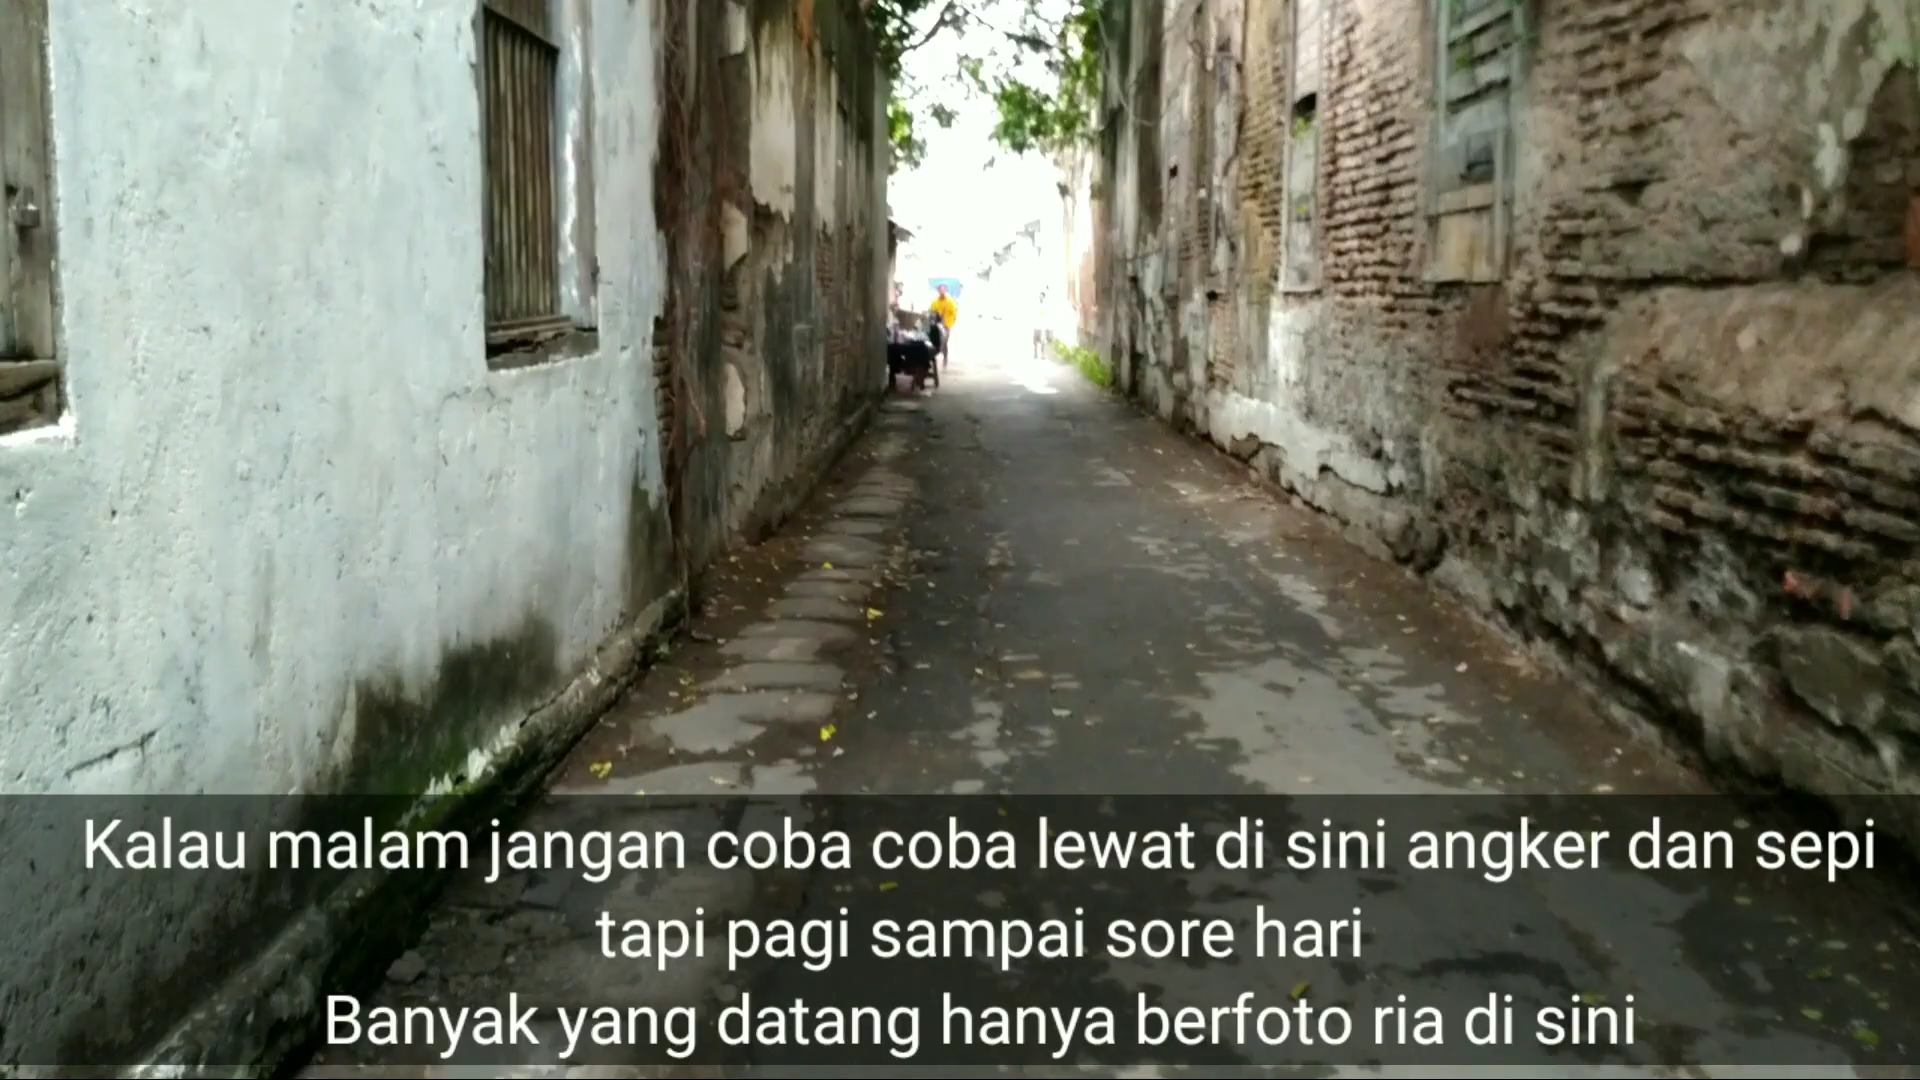 Kalau malam jangan coba coba lewat di sini angker dan sepi
tapi pagi sampai sore hari
Banyak yang datang hanya berfoto ria di sini